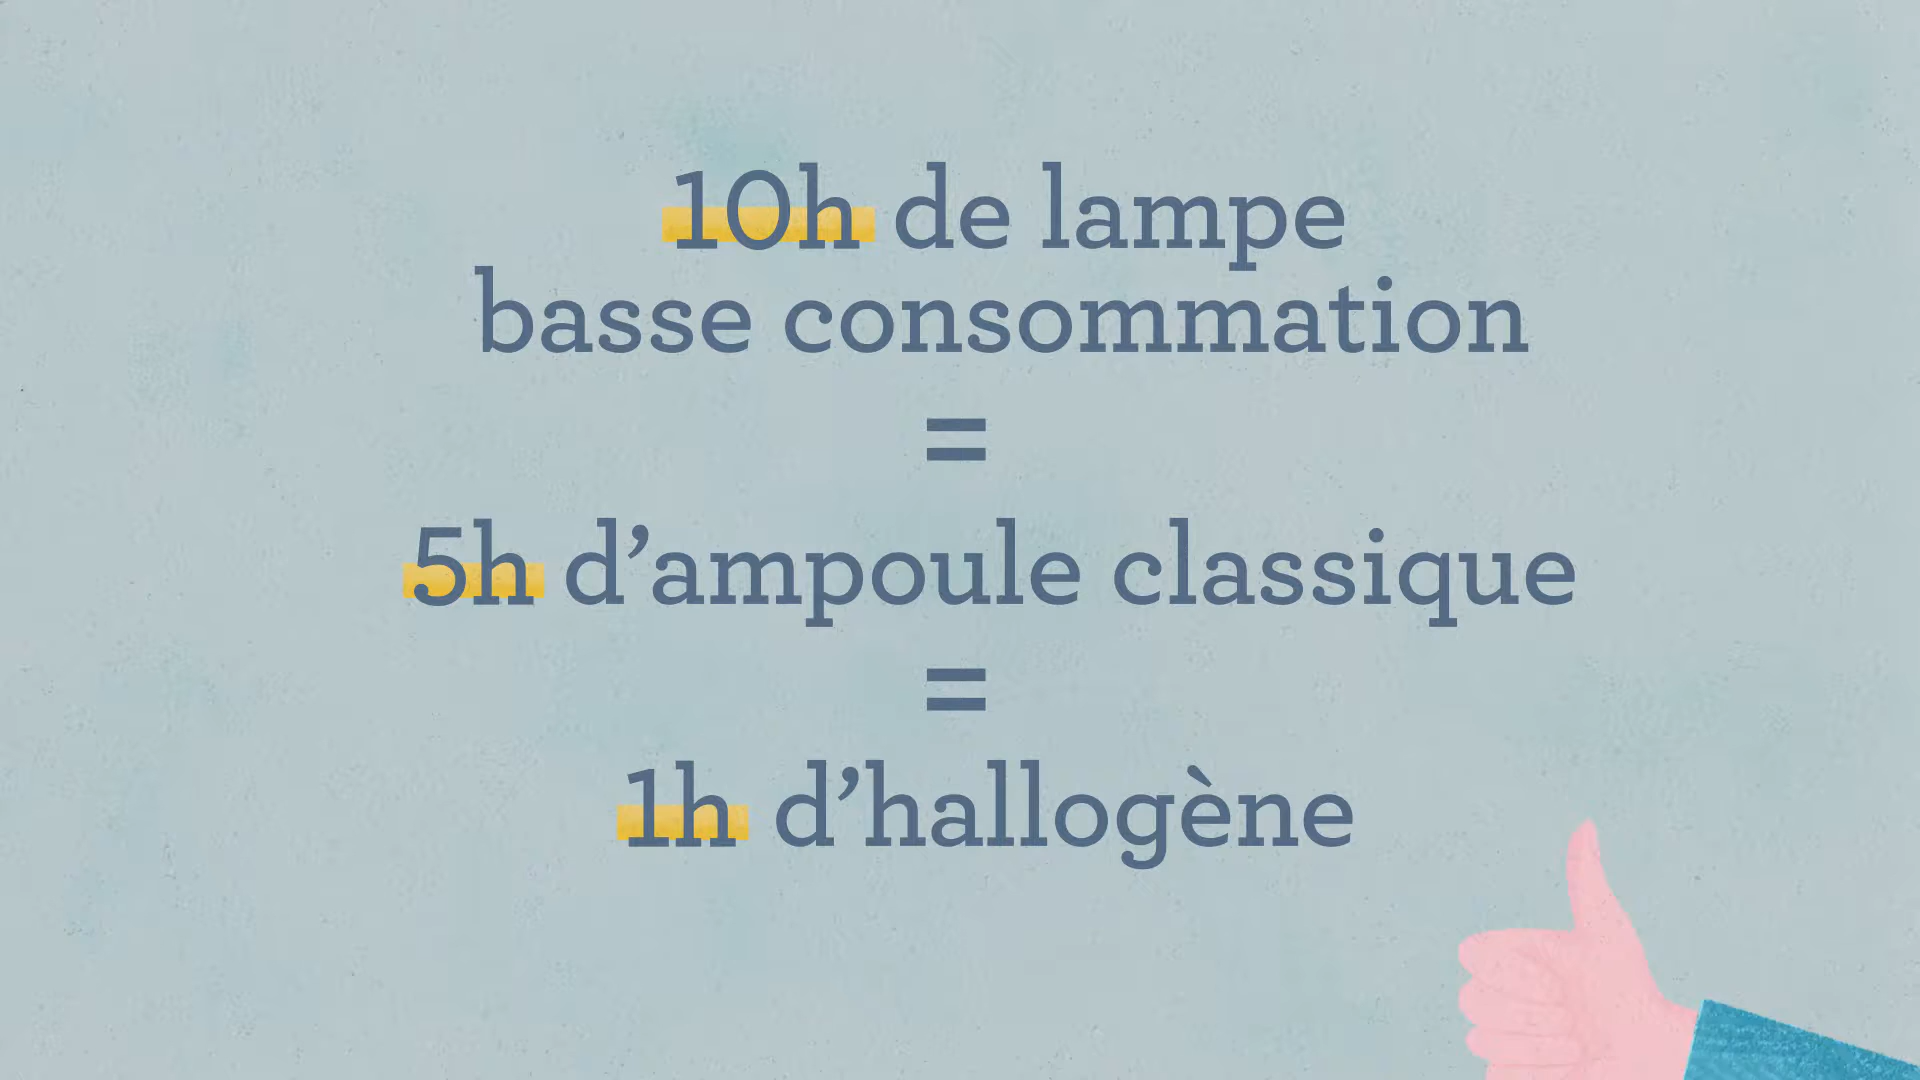 10h de lampe
basse consommation
=
5h d’ampoule classique
=
1h d’hallogène